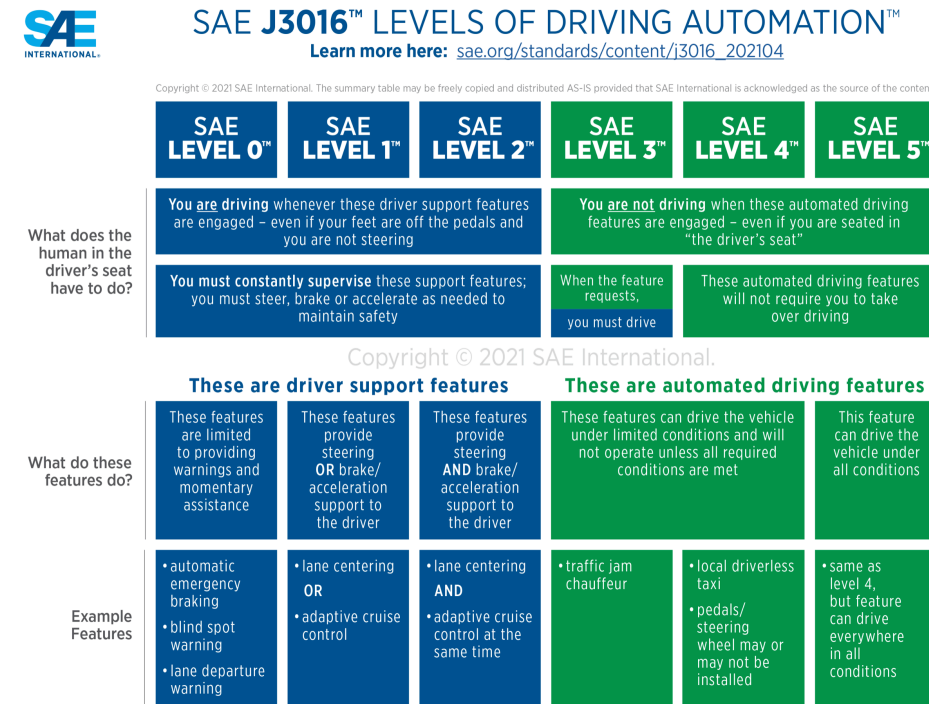 SAE
INTERNATIONAL®
SAE J3016™ LEVELS OF DRIVING AUTOMATION™
Learn more here: sae.org/standards/content/j3016_202104
Copyright © 2021 SAE International. The summary table may be freely copied and distributed AS-IS provided that SAE International is acknowledged as the source of the
SAE
LEVEL 0™
SAE
LEVEL 1™
SAE
LEVEL 2™
SAE
LEVEL 3™
SAE
LEVEL 4™
SAE
LEVEL 5™
What does the
human in the
driver's seat
have to do?
You are driving whenever these driver support features
are engaged – even if your feet are off the pedals and
you are not steering
You are not driving when these automated driving
features are engaged – even if you are seated in
“the driver's seat”
You must constantly supervise these support features;
you must steer, brake or accelerate as needed to
maintain safety
When the feature
requests,
you must drive
These automated driving features
will not require you to take
over driving
Copyright © 2021 SAE International.
These are driver support features
These are automated driving features
What do these
features do?
These features
are limited
to providing
warnings and
momentary
assistance
These features
provide
steering
OR brake/
acceleration
support to
the driver
These features
provide
steering
AND brake/
acceleration
support to
the driver
These features can drive the vehicle
under limited conditions and will
not operate unless all required
conditions are met
This feature
can drive the
vehicle under
all conditions
Example
Features
• automatic
emergency
braking
• blind spot
warning
• lane departure
warning
• lane centering
OR
• adaptive cruise
control
• lane centering
AND
• adaptive cruise
control at the
same time
• traffic jam
chauffeur
• local driverless
taxi
• pedals/
steering
wheel may or
may not be
installed
• same as
level 4,
but feature
can drive
everywhere
in all
conditions